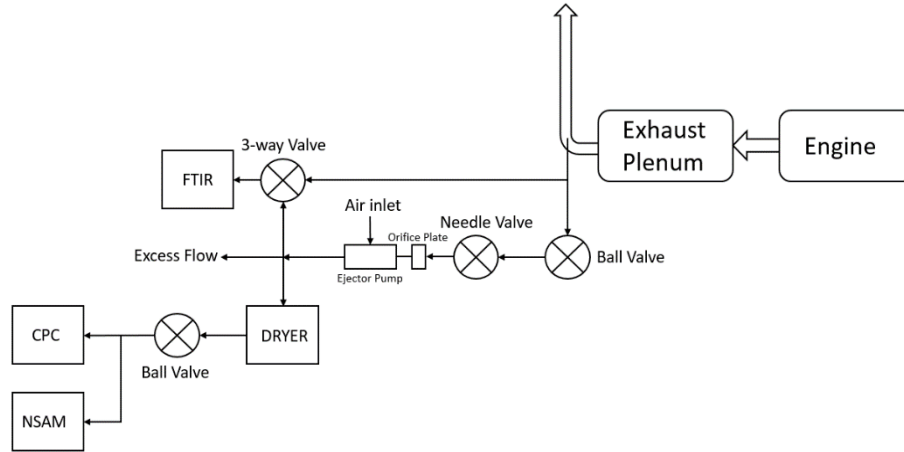 Exhaust
Plenum
Engine
3-way Valve
FTIR
Air inlet
Needle Valve
Orifice Plate
Excess Flow
Ejector Pump
Ball Valve
CPC
DRYER
Ball Valve
NSAM